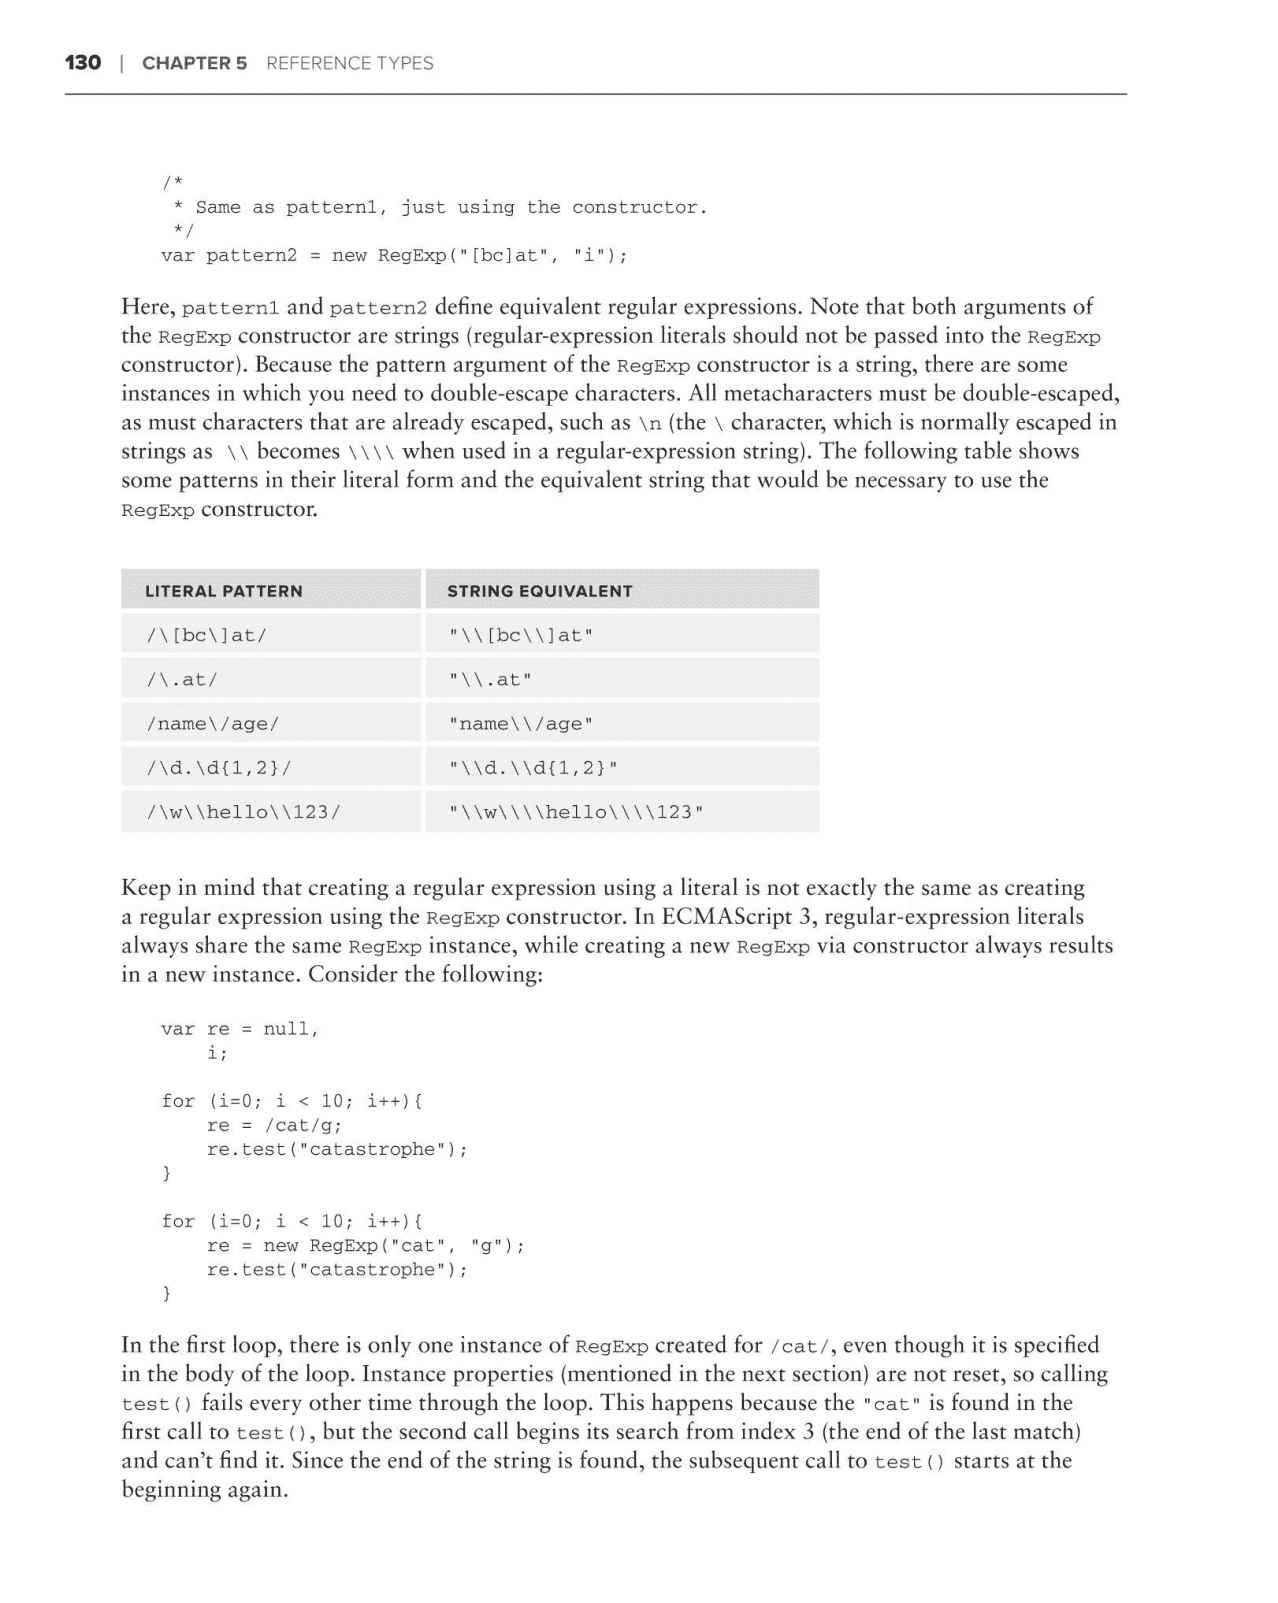 130 | CHAPTER 5 REFERENCE TYPES
/*
 * Same as pattern1, just using the constructor.
 */
var pattern2 = new RegExp("[bc]at", "i");
Here, pattern1 and pattern2 define equivalent regular expressions. Note that both arguments of
the RegExp constructor are strings (regular-expression literals should not be passed into the RegExp
constructor). Because the pattern argument of the RegExp constructor is a string, there are some
instances in which you need to double-escape characters. All metacharacters must be double-escaped,
as must characters that are already escaped, such as \n (the \ character, which is normally escaped in
strings as \\ becomes \\\\ when used in a regular-expression string). The following table shows
some patterns in their literal form and the equivalent string that would be necessary to use the
RegExp constructor.
LITERAL PATTERN STRING EQUIVALENT
/\[bc\]at/ "\\[bc\\]at"
/\.at/ "\\.at"
/name\/age/ "name\\/age"
/\d.\d{1,2}/ "\\d.\\d{1,2}"
/\w\\hello\\123/ "\\w\\\\hello\\\\123"
Keep in mind that creating a regular expression using a literal is not exactly the same as creating
a regular expression using the RegExp constructor. In ECMAScript 3, regular-expression literals
always share the same RegExp instance, while creating a new RegExp via constructor always results
in a new instance. Consider the following:
var re = null,
    i;
for (i=0; i < 10; i++){
    re = /cat/g;
    re.test("catastrophe");
}
for (i=0; i < 10; i++){
    re = new RegExp("cat", "g");
    re.test("catastrophe");
}
In the first loop, there is only one instance of RegExp created for /cat/, even though it is specified
in the body of the loop. Instance properties (mentioned in the next section) are not reset, so calling
test() fails every other time through the loop. This happens because the "cat" is found in the
first call to test(), but the second call begins its search from index 3 (the end of the last match)
and can't find it. Since the end of the string is found, the subsequent call to test() starts at the
beginning again.